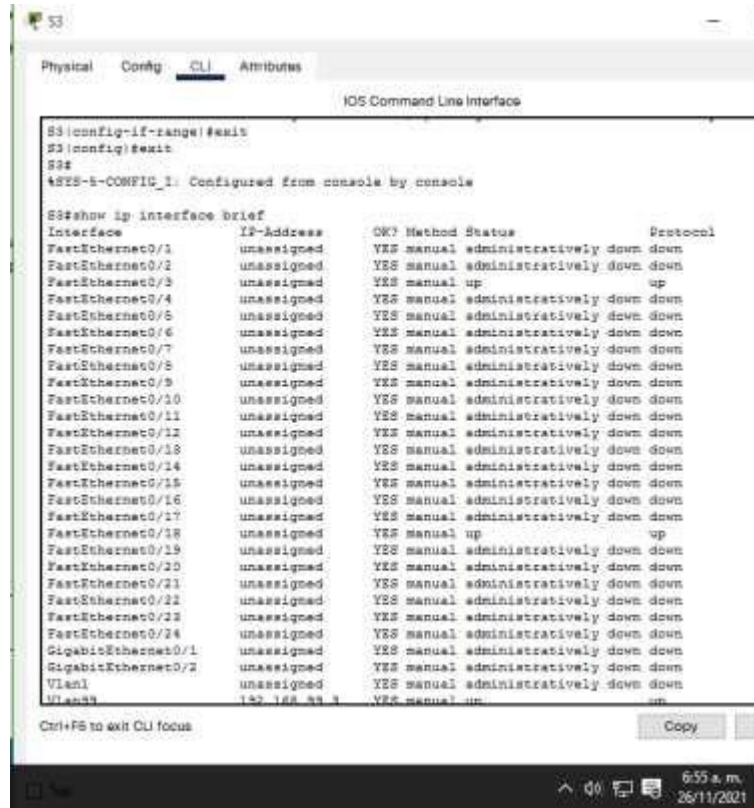 S3
Physical Config CLI Attributes
IOS Command Line Interface
S3(config-if-range)#exit
S3(config)#exit
S3#
%SYS-5-CONFIG_I: Configured from console by console
S3#show ip interface brief
Interface IP-Address OK? Method Status Protocol
FastEthernet0/1 unassigned YES manual administratively down down
FastEthernet0/2 unassigned YES manual administratively down down
FastEthernet0/3 unassigned YES manual up up
FastEthernet0/4 unassigned YES manual administratively down down
FastEthernet0/5 unassigned YES manual administratively down down
FastEthernet0/6 unassigned YES manual administratively down down
FastEthernet0/7 unassigned YES manual administratively down down
FastEthernet0/8 unassigned YES manual administratively down down
FastEthernet0/9 unassigned YES manual administratively down down
FastEthernet0/10 unassigned YES manual administratively down down
FastEthernet0/11 unassigned YES manual administratively down down
FastEthernet0/12 unassigned YES manual administratively down down
FastEthernet0/13 unassigned YES manual administratively down down
FastEthernet0/14 unassigned YES manual administratively down down
FastEthernet0/15 unassigned YES manual administratively down down
FastEthernet0/16 unassigned YES manual administratively down down
FastEthernet0/17 unassigned YES manual administratively down down
FastEthernet0/18 unassigned YES manual up up
FastEthernet0/19 unassigned YES manual administratively down down
FastEthernet0/20 unassigned YES manual administratively down down
FastEthernet0/21 unassigned YES manual administratively down down
FastEthernet0/22 unassigned YES manual administratively down down
FastEthernet0/23 unassigned YES manual administratively down down
FastEthernet0/24 unassigned YES manual administratively down down
GigabitEthernet0/1 unassigned YES manual administratively down down
GigabitEthernet0/2 unassigned YES manual administratively down down
Vlan1 unassigned YES manual administratively down down
Vlan99 192.168.99.3 YES manual up up
Ctrl+F6 to exit CLI focus
Copy
6:55 a. m.
26/11/2021